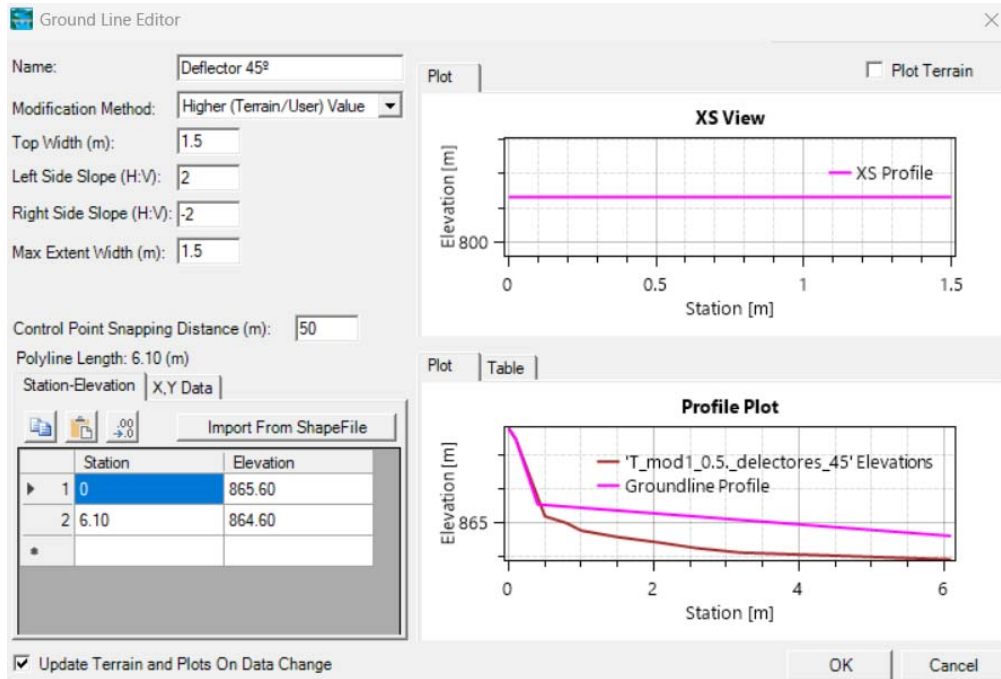 Ground Line Editor
Name: Deflector 45º
Modification Method: Higher (Terrain/User) Value
Top Width (m): 1.5
Left Side Slope (H:V): 2
Right Side Slope (H:V): -2
Max Extent Width (m): 1.5
Control Point Snapping Distance (m): 50
Polyline Length: 6.10 (m)
Station-Elevation X,Y Data
.00 →.0 Import From ShapeFile
Station Elevation
1 0 865.60
2 6.10 864.60
Update Terrain and Plots On Data Change
Plot Plot Terrain
XS View
Elevation [m]
XS Profile
800
0 0.5 1 1.5
Station [m]
Plot Table
Profile Plot
Elevation [m]
'T_mod1_0.5._delectores_45' Elevations
Groundline Profile
865
0 2 4 6
Station [m]
OK Cancel